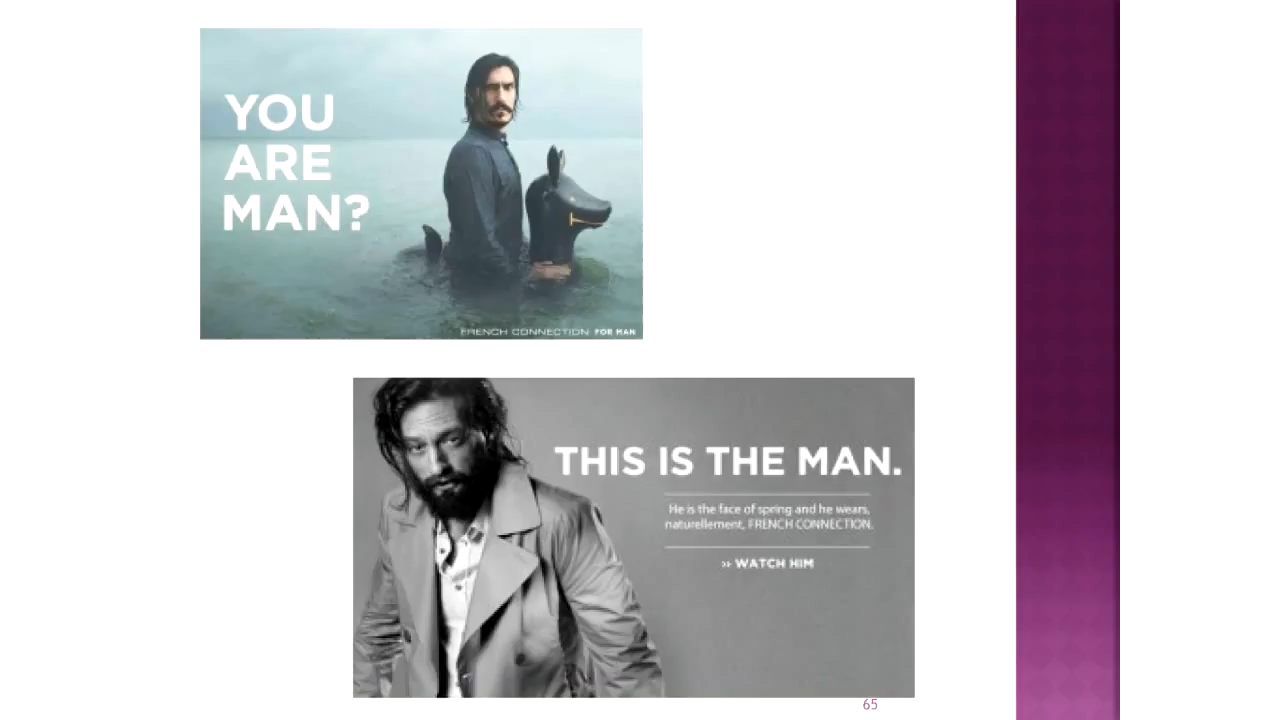 YOU
ARE
MAN?
FRENCH CONNECTION FOR MAN
THIS IS THE MAN.
He is the face of spring and he wears,
naturellement, FRENCH CONNECTION.
›› WATCH HIM
65